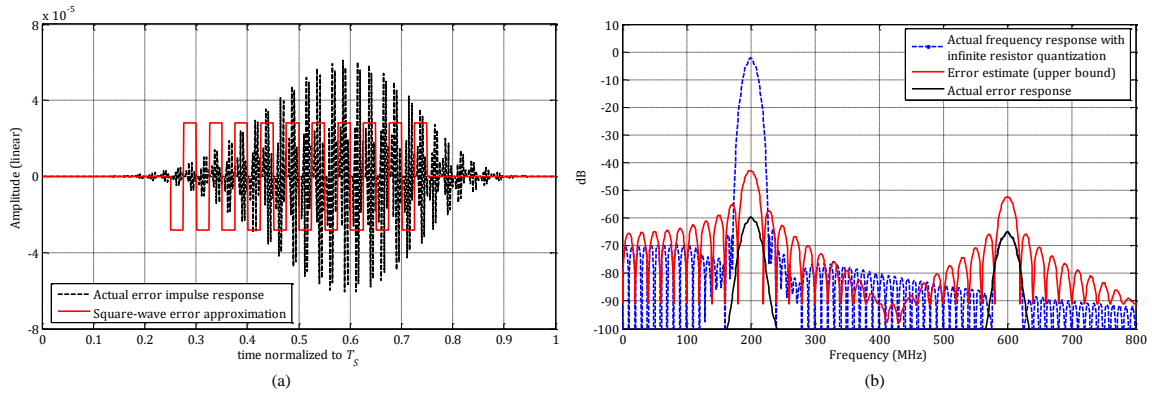 8 x 10⁻⁵
4
0
-4
-8
0 0.1 0.2 0.3 0.4 0.5 0.6 0.7 0.8 0.9 1
Amplitude (linear)
time normalized to T_S
Actual error impulse response
Square-wave error approximation
(a)
10
0
-10
-20
-30
-40
-50
-60
-70
-80
-90
-100
0 100 200 300 400 500 600 700 800
dB
Frequency (MHz)
Actual frequency response with
infinite resistor quantization
Error estimate (upper bound)
Actual error response
(b)